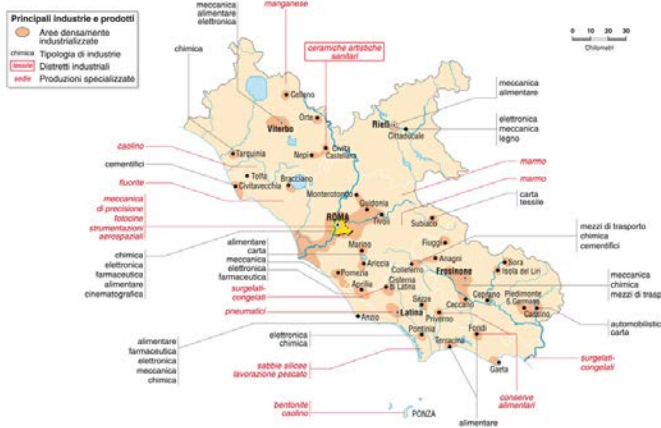 Principali industrie e prodotti
Aree densamente
industrializzate
chimica Tipologia di industrie
tessile Distretti industriali
sedie Produzioni specializzate
meccanica
alimentare
elettronica
manganese
0 10 20 30
Chilometri
chimica
ceramiche artistiche
sanitari
Galleno
Orte
Viterbo
Civita
Castellana
Nepi
Rieti
Cittaducale
meccanica
alimentare
elettronica
meccanica
legno
caolino
Tarquinia
cementifici
Tolfa
Bracciano
Civitavecchia
fluorite
Monterotondo
Guidonia
marmo
marmo
meccanica
di precisione
fotocine
strumentazioni
aerospaziali
ROMA
Tivoli
carta
tessile
Subiaco
Fiuggi
mezzi di trasporto
chimica
cementifici
Marino
alimentare
carta
meccanica
elettronica
farmaceutica
chimica
elettronica
farmaceutica
alimentare
cinematografica
Ariccia
Colleferro
Anagni
Sora
Isola del Liri
Pomezia
Cisterna
di Latina
Frosinone
meccanica
chimica
mezzi di trasp
surgelati-
congelati
Aprilia
Sezze
Ceccano
Ceprano
Piedimonte
S. Germano
Cassino
pneumatici
Anzio
Latina
Priverno
automobilistic
carta
Pontinia
Fondi
Terracina
elettronica
chimica
alimentare
farmaceutica
elettronica
meccanica
chimica
sabbie silicee
lavorazione pescato
Gaeta
surgelati-
congelati
bentonite
caolino
PONZA
conserve
alimentari
alimentare